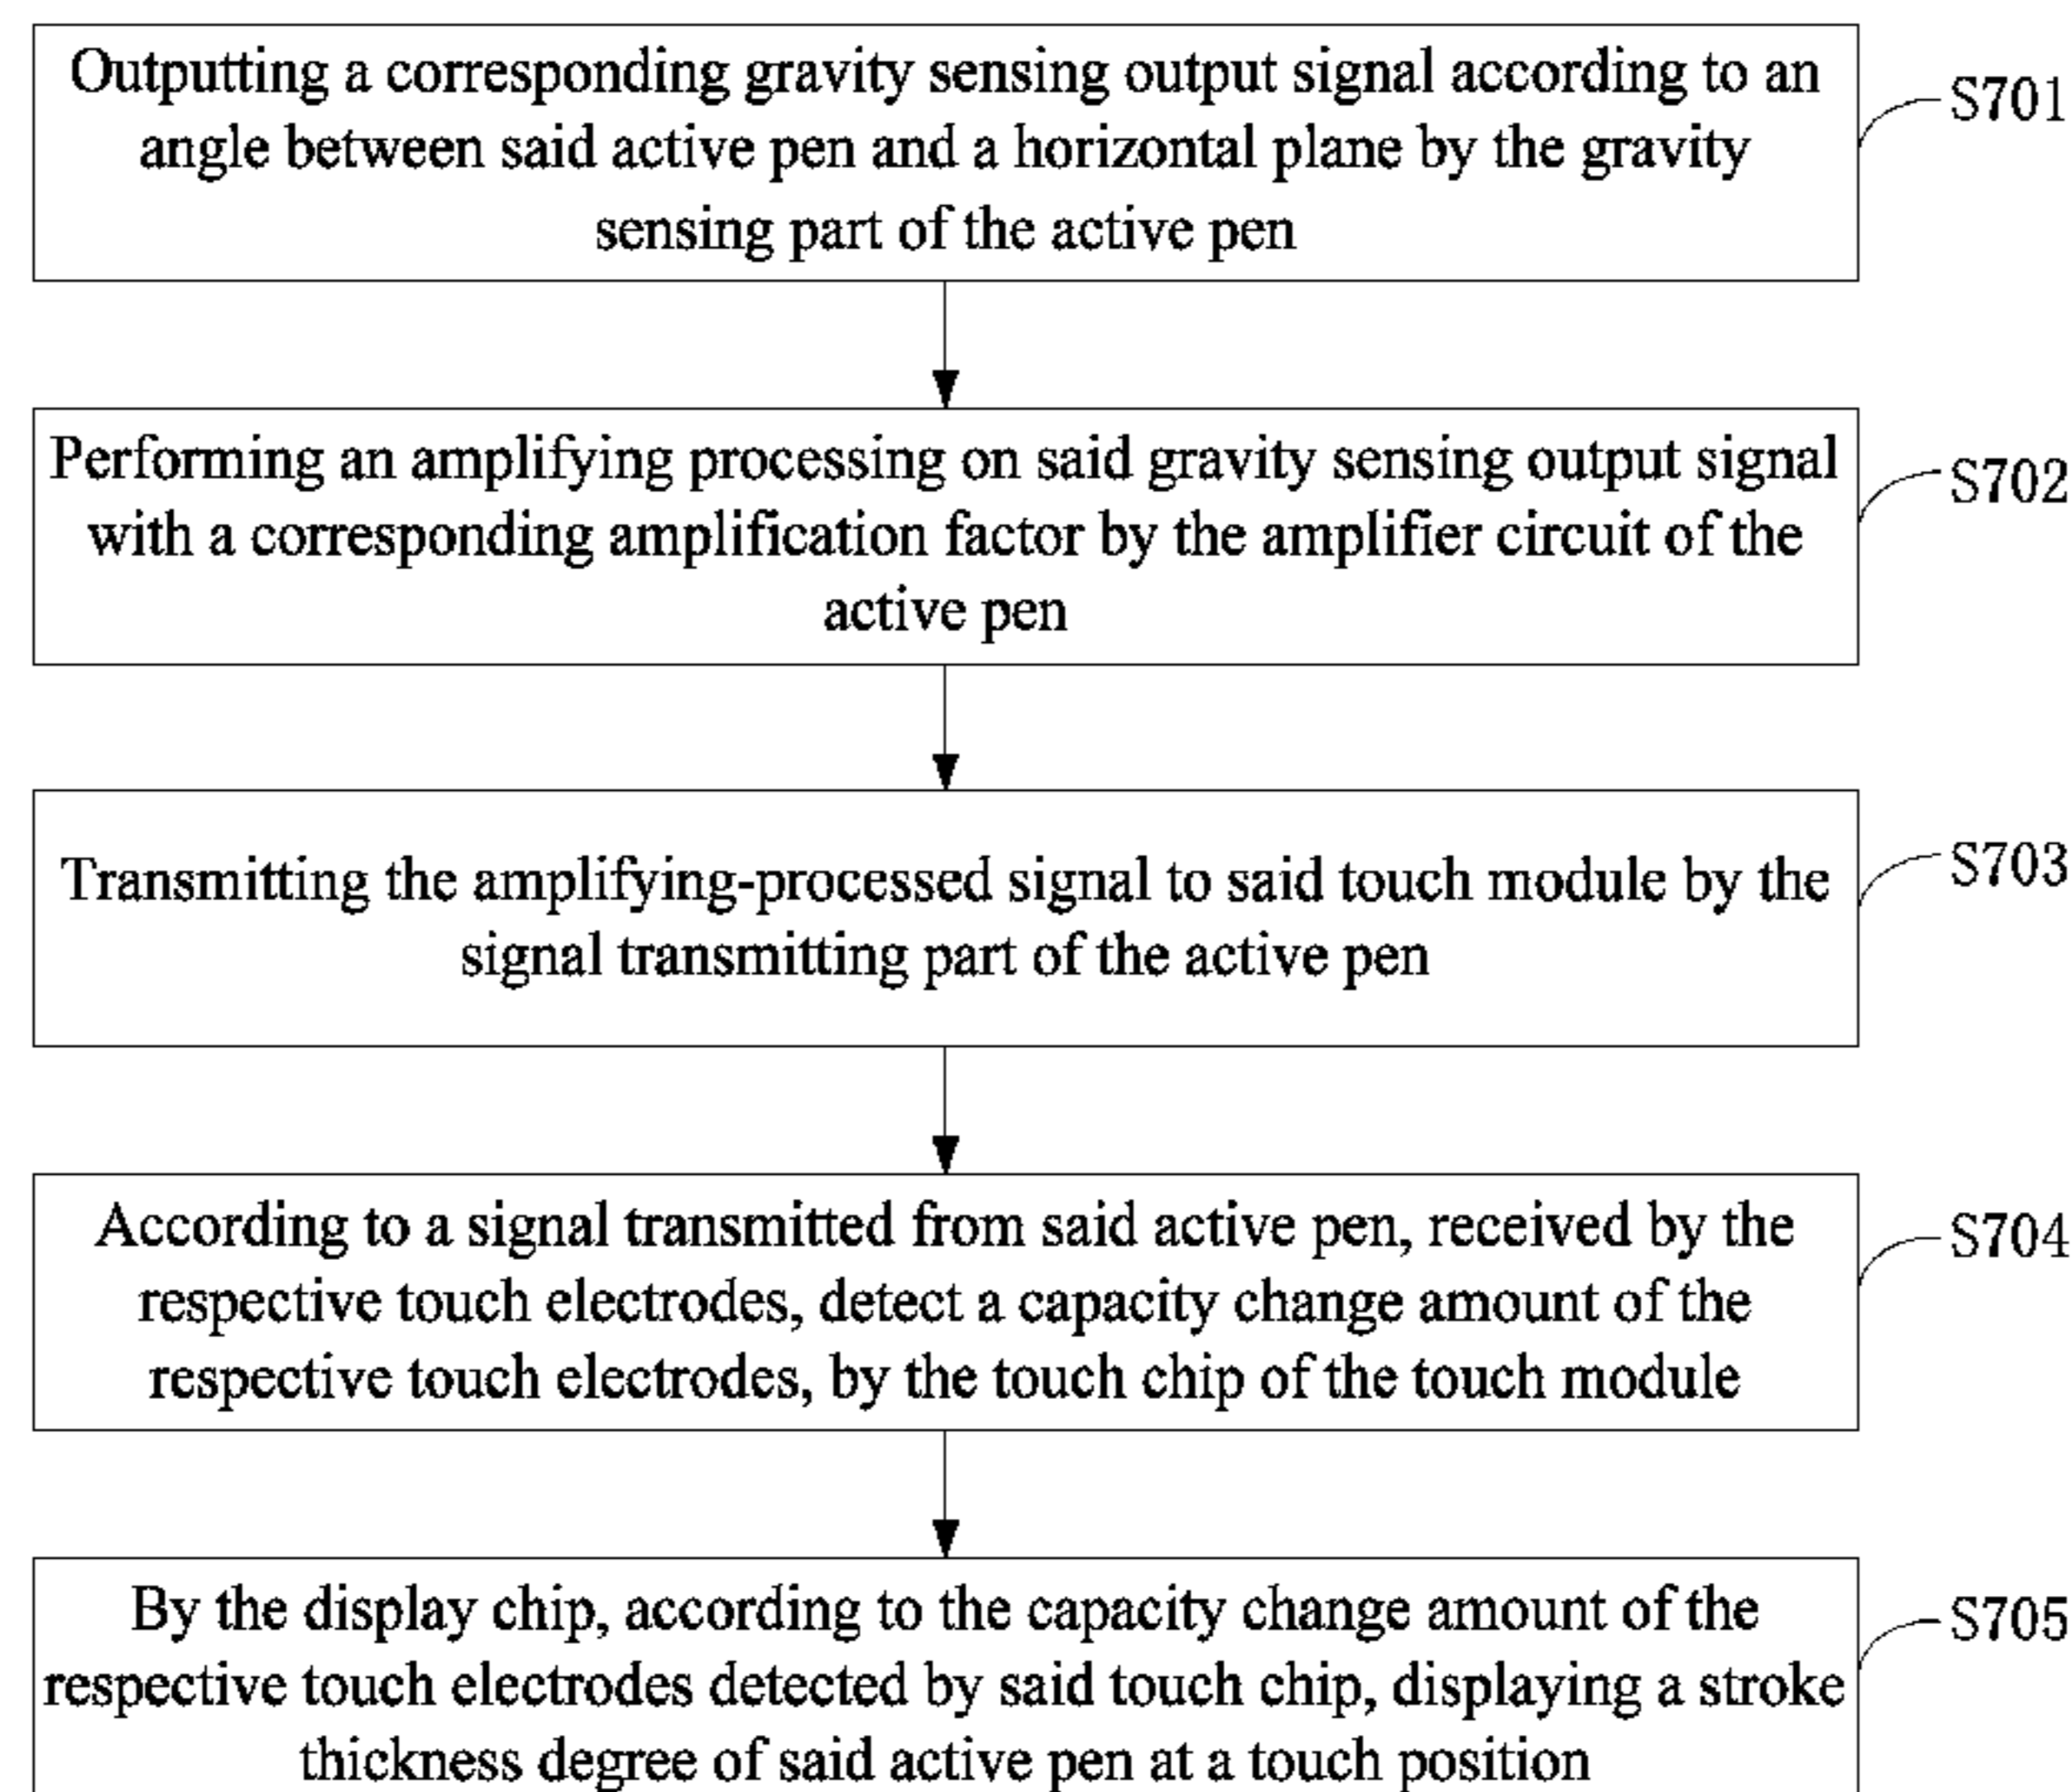 Outputting a corresponding gravity sensing output signal according to an
angle between said active pen and a horizontal plane by the gravity
sensing part of the active pen
S701
Performing an amplifying processing on said gravity sensing output signal
with a corresponding amplification factor by the amplifier circuit of the
active pen
S702
Transmitting the amplifying-processed signal to said touch module by the
signal transmitting part of the active pen
S703
According to a signal transmitted from said active pen, received by the
respective touch electrodes, detect a capacity change amount of the
respective touch electrodes, by the touch chip of the touch module
S704
By the display chip, according to the capacity change amount of the
respective touch electrodes detected by said touch chip, displaying a stroke
thickness degree of said active pen at a touch position
S705